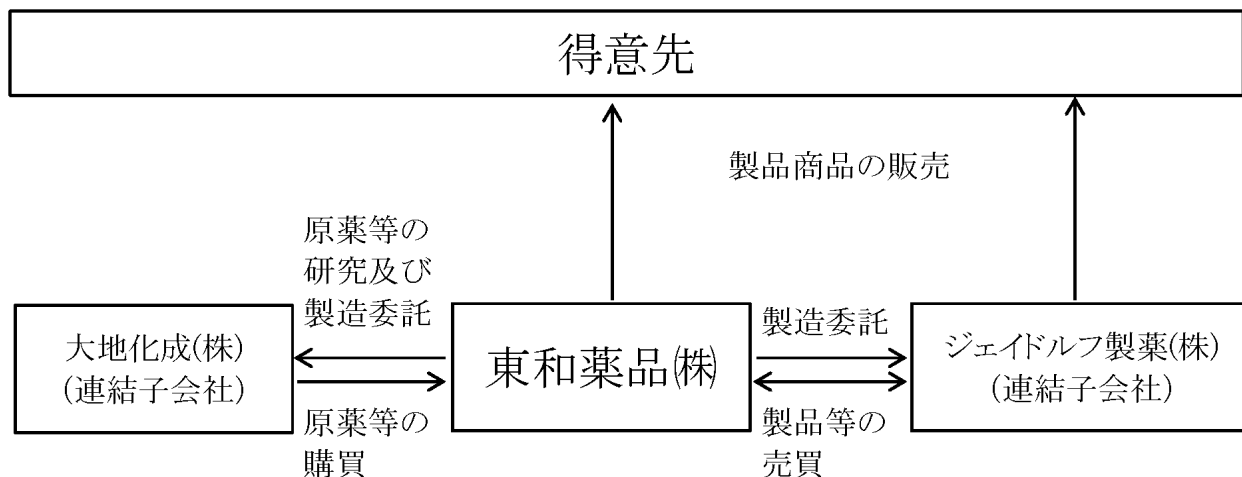 得意先
製品商品の販売
原薬等の
研究及び
製造委託
大地化成(株)
(連結子会社)
原薬等の
購買
東和薬品㈱
製造委託
製品等の
売買
ジェイドルフ製薬(株)
(連結子会社)